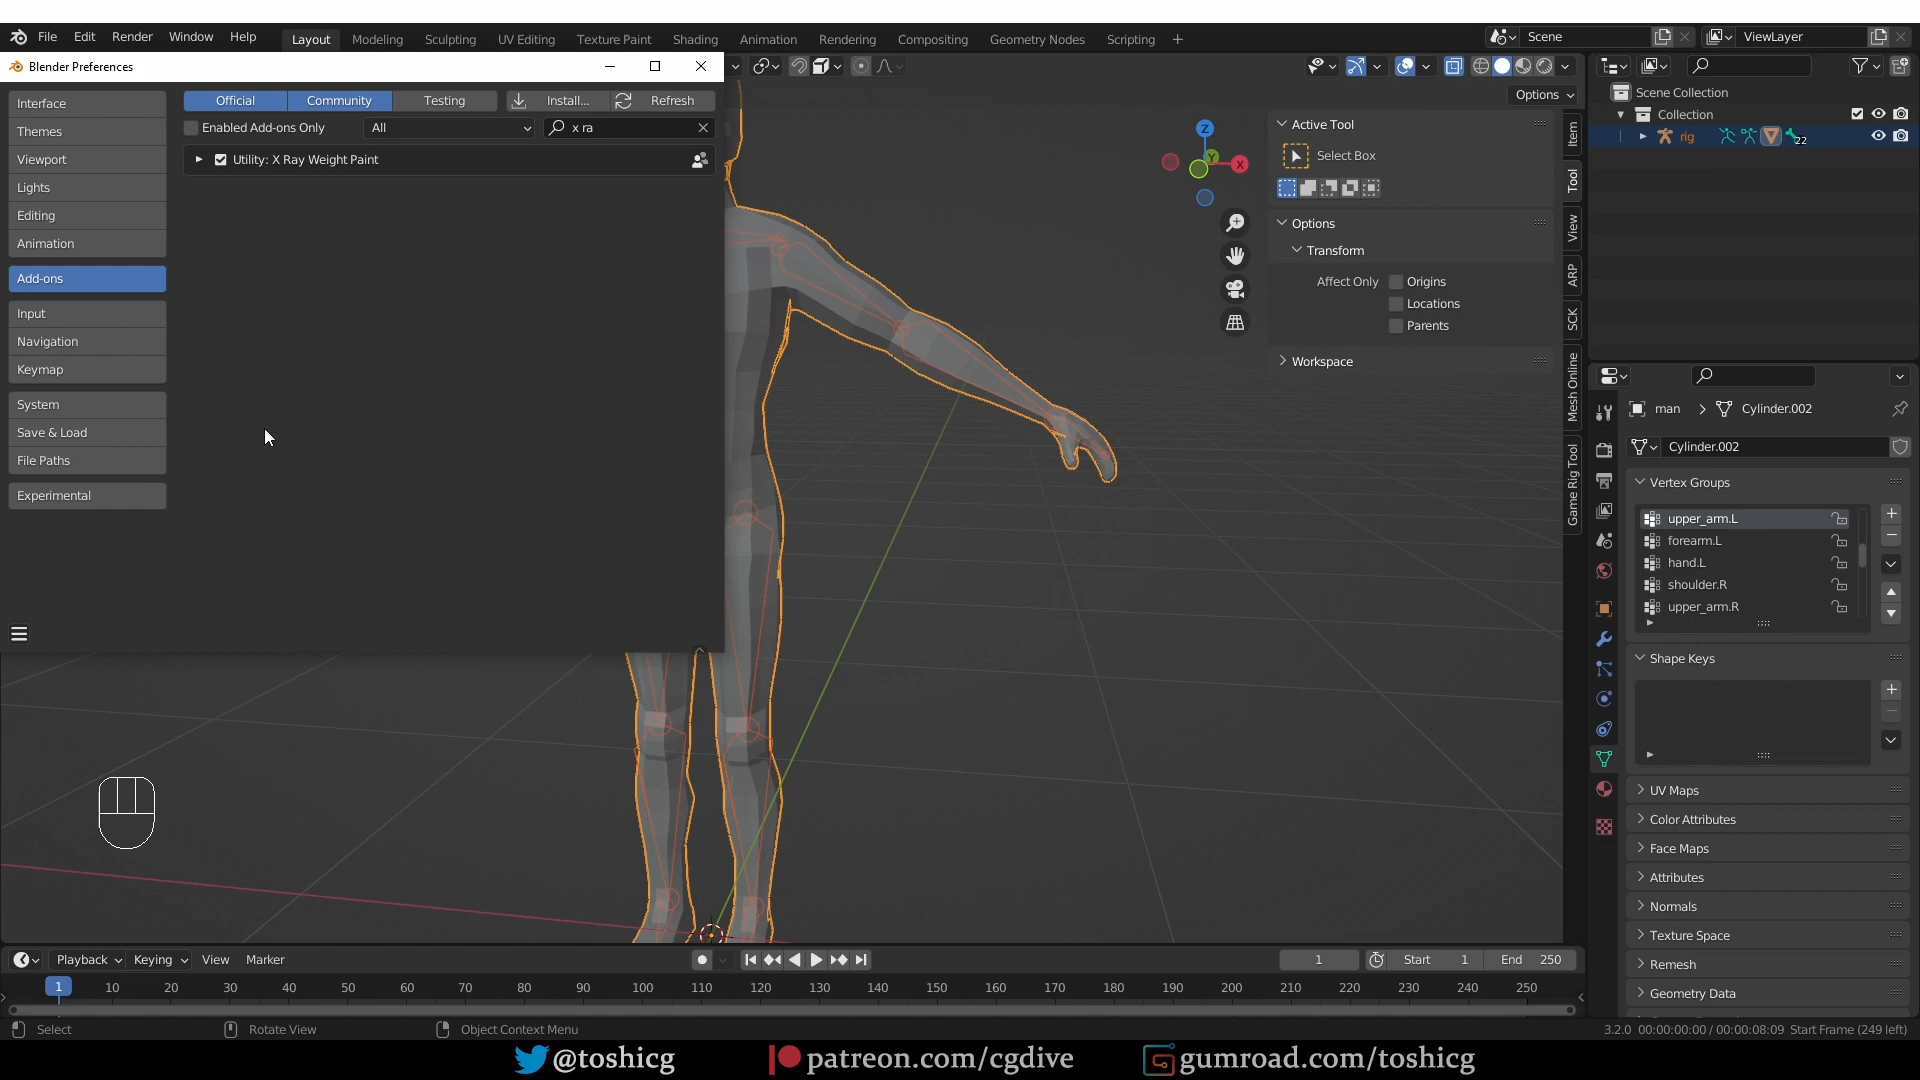 File Edit Render Window Help Layout Modeling Sculpting UV Editing Texture Paint Shading Animation Rendering Compositing Geometry Nodes Scripting + Scene ViewLayer
Blender Preferences
Options
Interface
Themes
Viewport
Lights
Editing
Animation
Add-ons
Input
Navigation
Keymap
System
Save & Load
File Paths
Experimental
Official Community Testing Install... Refresh
Enabled Add-ons Only All x ra
Utility: X Ray Weight Paint
Z
Y
X
Active Tool
Select Box
Options
Transform
Affect Only Origins
Locations
Parents
Workspace
Item
Tool
View
ARP
SCK
Mesh Online
Game Rig Tool
Scene Collection
Collection
rig 22
man Cylinder.002
Cylinder.002
Vertex Groups
upper_arm.L
forearm.L
hand.L
shoulder.R
upper_arm.R
Shape Keys
UV Maps
Color Attributes
Face Maps
Attributes
Normals
Texture Space
Remesh
Geometry Data
Playback Keying View Marker 1 Start 1 End 250
1 10 20 30 40 50 60 70 80 90 100 110 120 130 140 150 160 170 180 190 200 210 220 230 240 250
Select Rotate View Object Context Menu 3.2.0 00:00:00:00 / 00:00:08:09 Start Frame (249 left)
@toshicg patreon.com/cgdive gumroad.com/toshicg